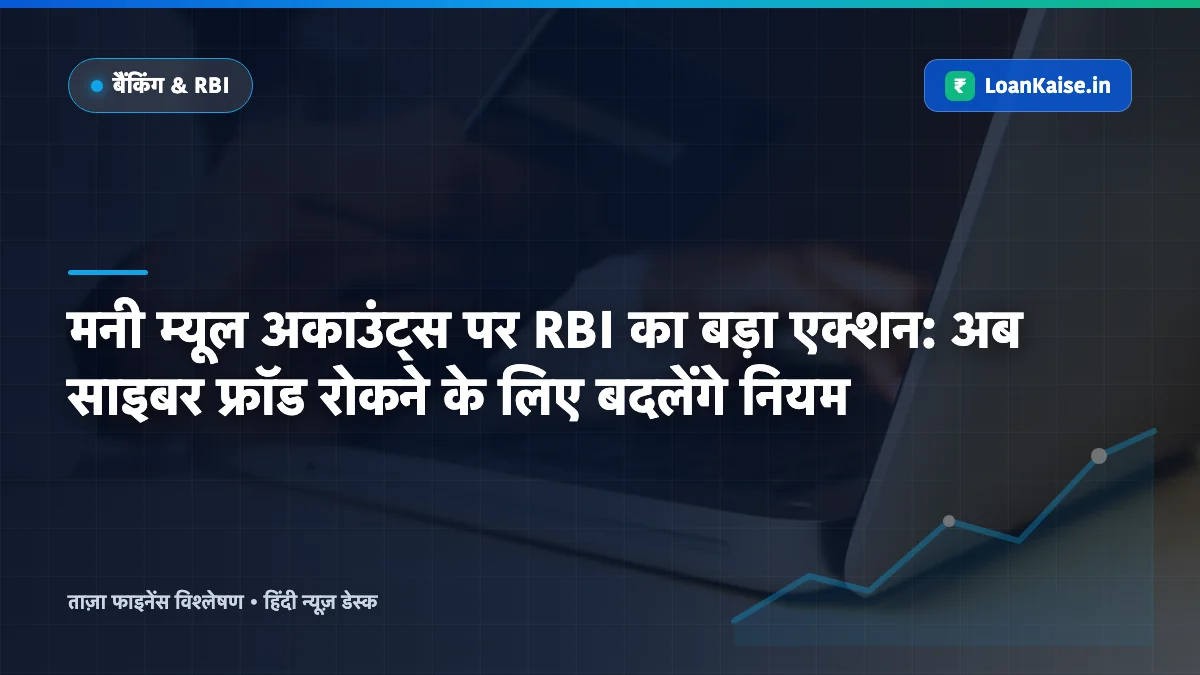 बैंकिंग & RBI
₹ LoanKaise.in
मनी म्यूल अकाउंट्स पर RBI का बड़ा एक्शन: अब
साइबर फ्रॉड रोकने के लिए बदलेंगे नियम
ताज़ा फाइनेंस विश्लेषण • हिंदी न्यूज़ डेस्क